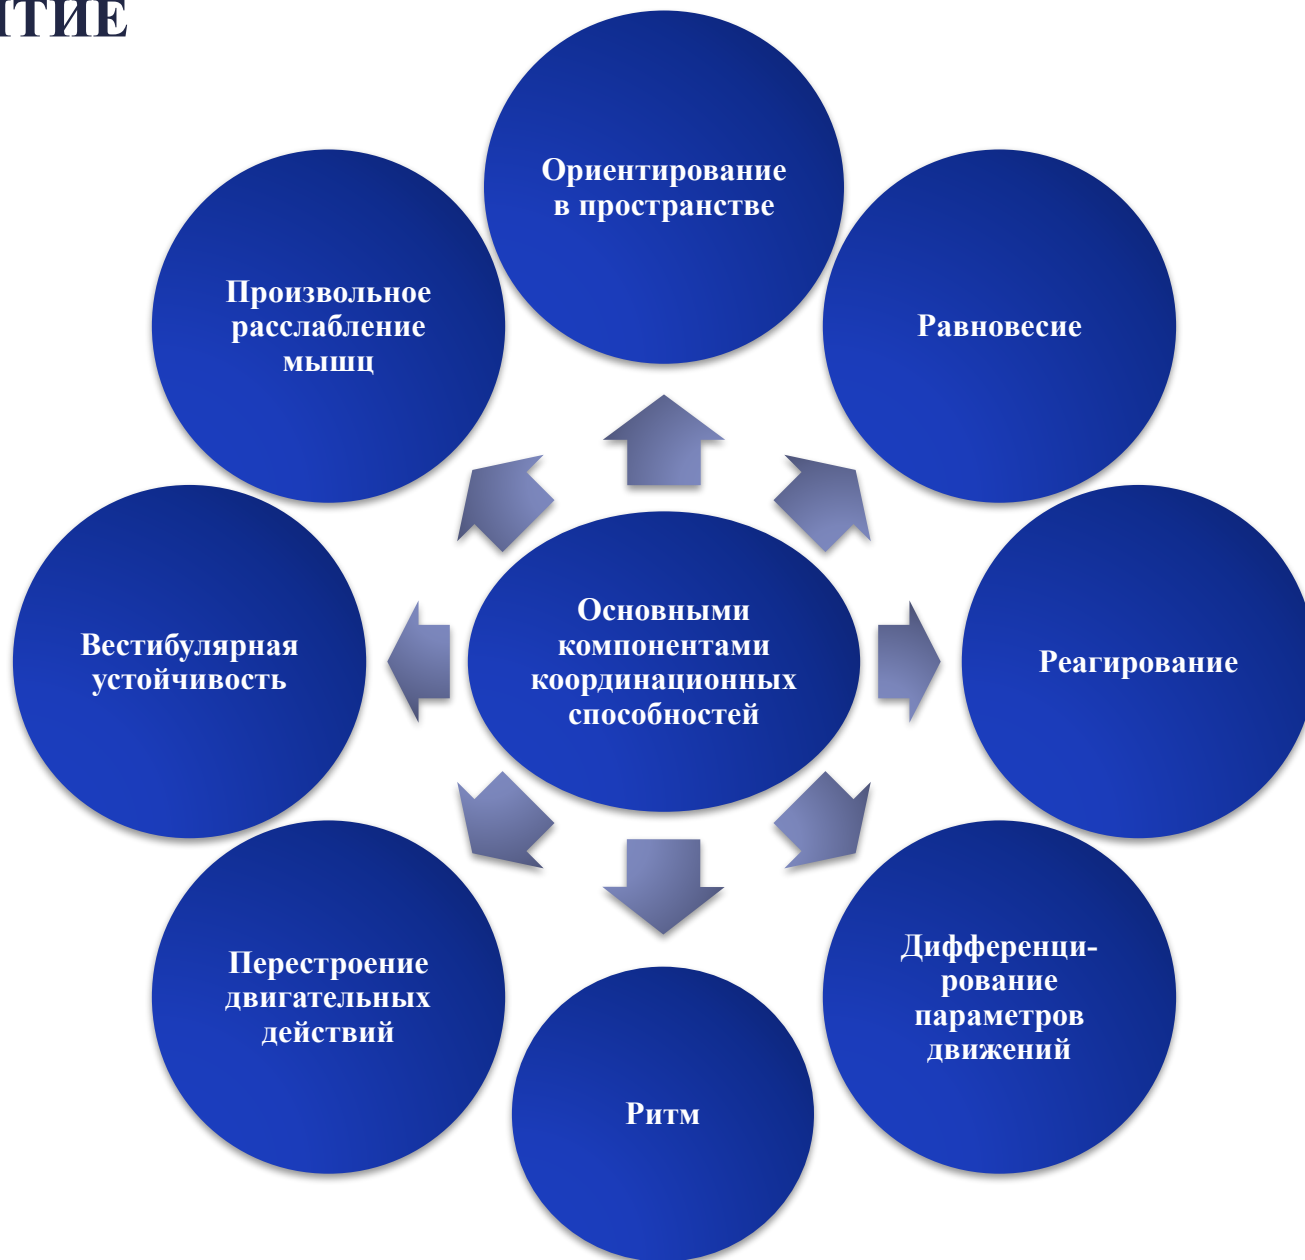 ИТИЕ
Ориентирование
в пространстве
Равновесие
Реагирование
Дифференци-
рование
параметров
движений
Ритм
Перестроение
двигательных
действий
Вестибулярная
устойчивость
Произвольное
расслабление
мышц
Основными
компонентами
координационных
способностей